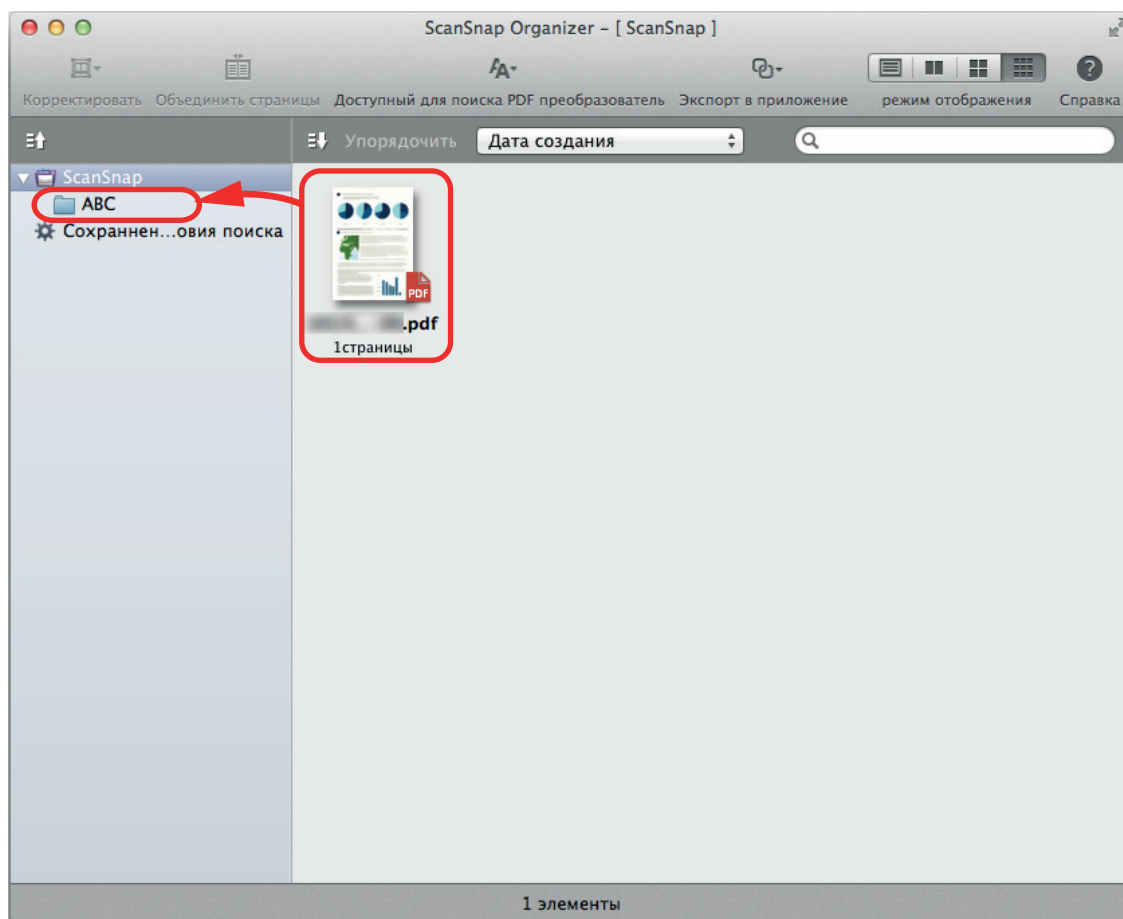 ScanSnap Organizer – [ ScanSnap ]
Корректировать Объединить страницы Доступный для поиска PDF преобразователь Экспорт в приложение режим отображения Справка
Упорядочить Дата создания
ScanSnap
ABC
Сохраннен...овия поиска
PDF
.pdf
1страницы
1 элементы